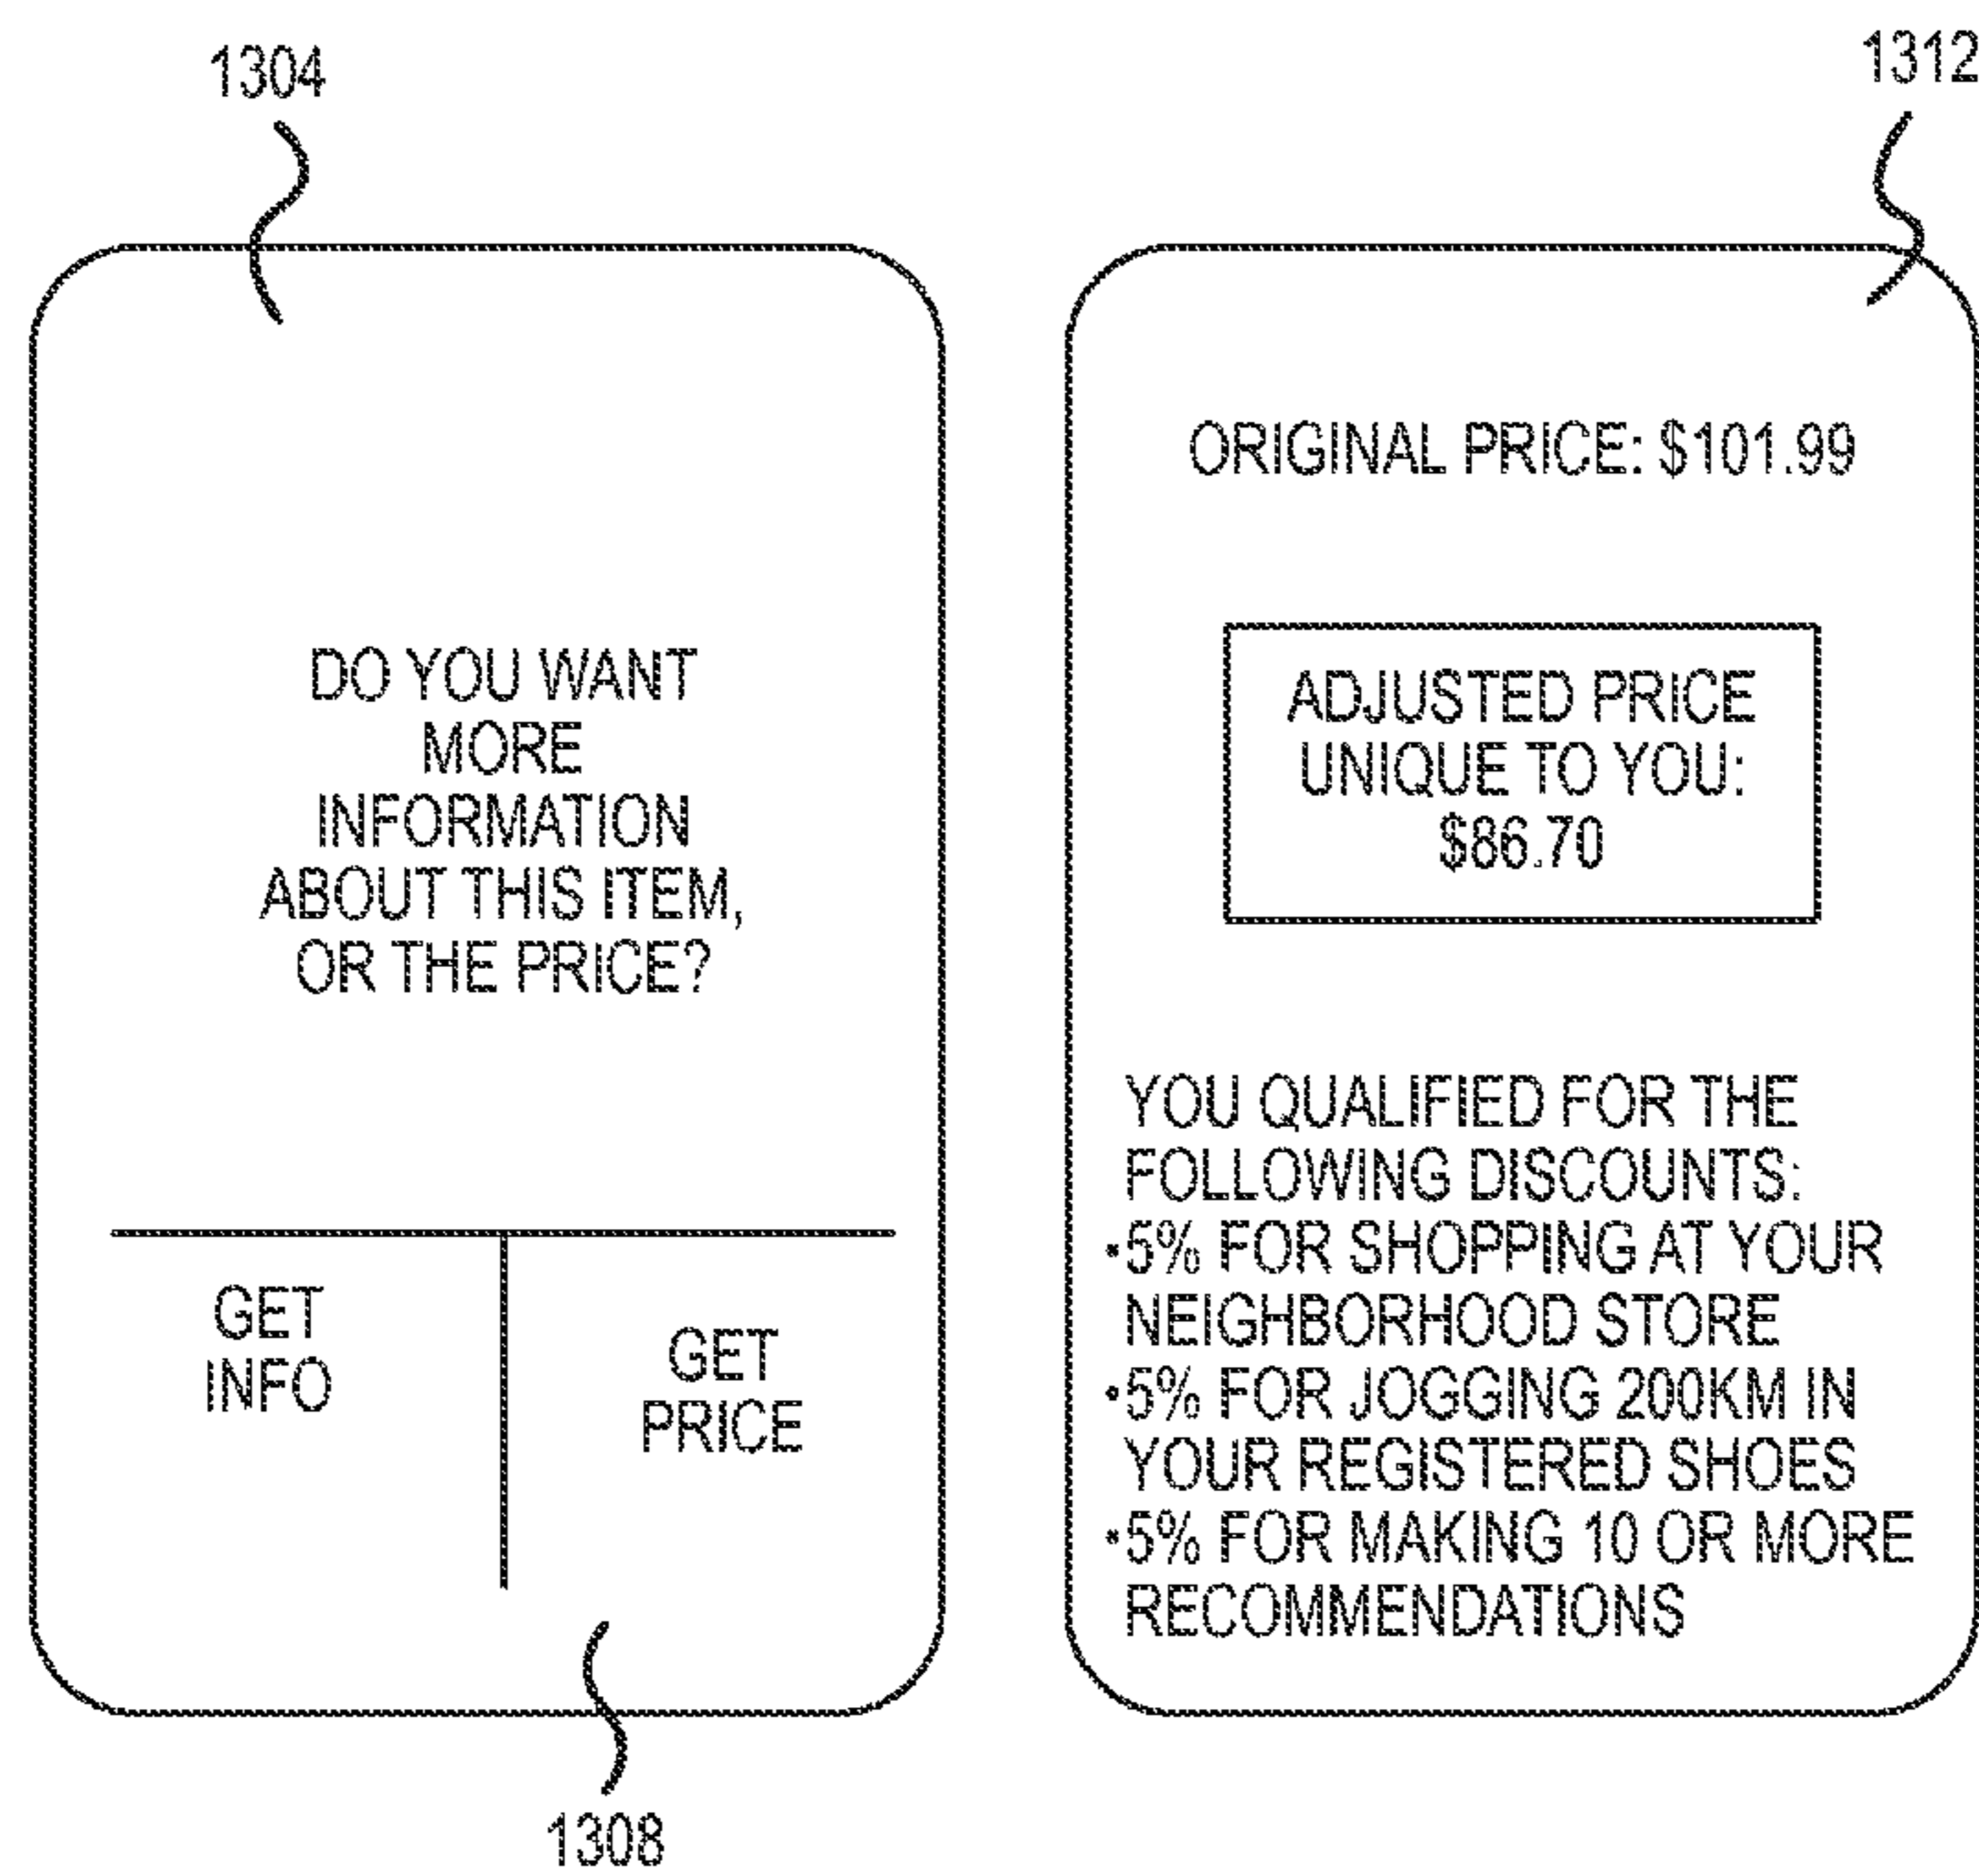 1304
DO YOU WANT
MORE
INFORMATION
ABOUT THIS ITEM,
OR THE PRICE?
GET
INFO
GET
PRICE
1308
1312
ORIGINAL PRICE: $101.99
ADJUSTED PRICE
UNIQUE TO YOU:
$86.70
YOU QUALIFIED FOR THE
FOLLOWING DISCOUNTS:
•5% FOR SHOPPING AT YOUR
NEIGHBORHOOD STORE
•5% FOR JOGGING 200KM IN
YOUR REGISTERED SHOES
•5% FOR MAKING 10 OR MORE
RECOMMENDATIONS